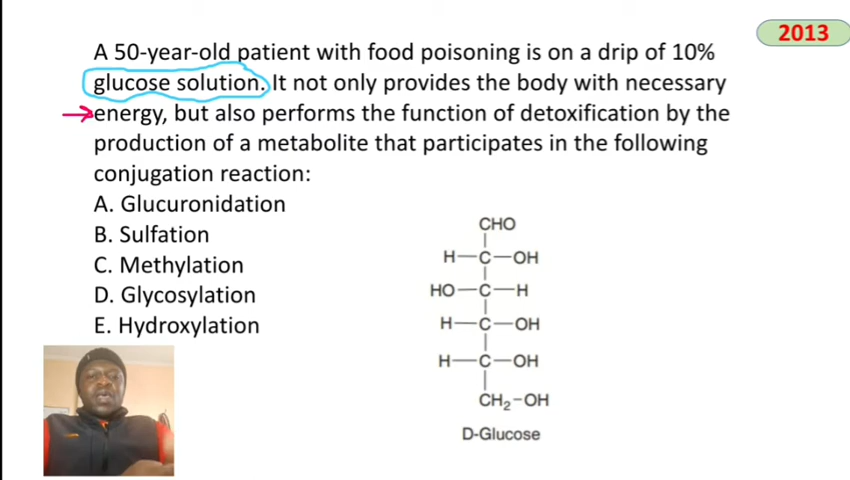 2013
A 50-year-old patient with food poisoning is on a drip of 10%
glucose solution. It not only provides the body with necessary
energy, but also performs the function of detoxification by the
production of a metabolite that participates in the following
conjugation reaction:
A. Glucuronidation
B. Sulfation
C. Methylation
D. Glycosylation
E. Hydroxylation
CHO
H—C—OH
HO—C—H
H—C—OH
H—C—OH
CH₂–OH
D-Glucose